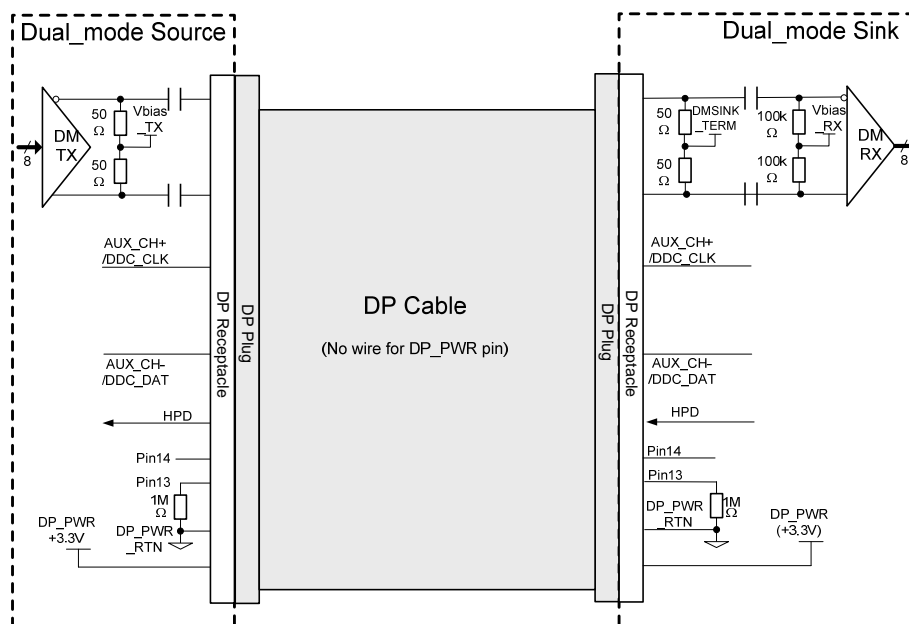 Dual_mode Source
Dual_mode Sink
50
Ω
50
Ω
Vbias
_TX
DM
TX
8
50
Ω
50
Ω
DMSINK
_TERM
100k
Ω
100k
Ω
Vbias
_RX
DM
RX
8
AUX_CH+
/DDC_CLK
AUX_CH-
/DDC_DAT
HPD
Pin14
Pin13
1M
Ω
DP_PWR
+3.3V
DP_PWR
_RTN
DP Receptacle
DP Plug
DP Cable
(No wire for DP_PWR pin)
DP Plug
DP Receptacle
AUX_CH+
/DDC_CLK
AUX_CH-
/DDC_DAT
HPD
Pin14
Pin13
DP_PWR
_RTN
1M
Ω
DP_PWR
(+3.3V)